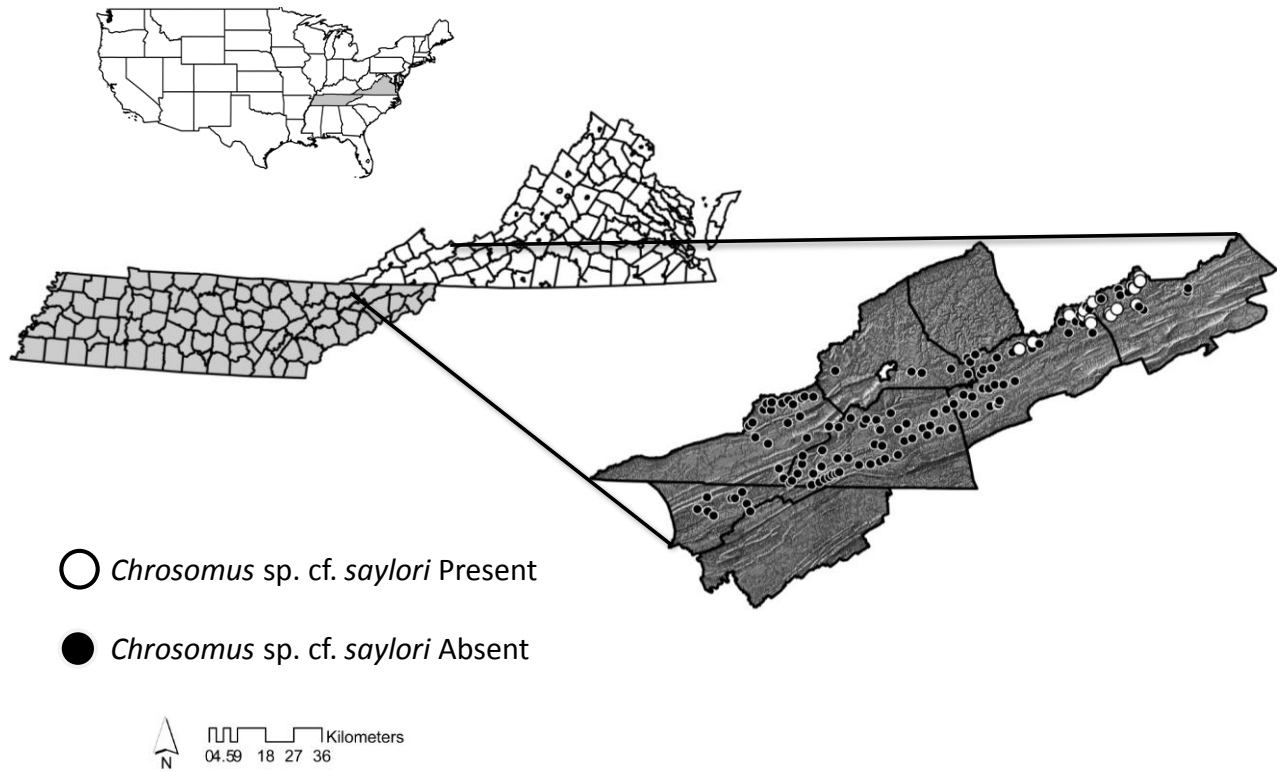 Chrosomus sp. cf. saylori Present
Chrosomus sp. cf. saylori Absent
Kilometers
N
04.59 18 27 36